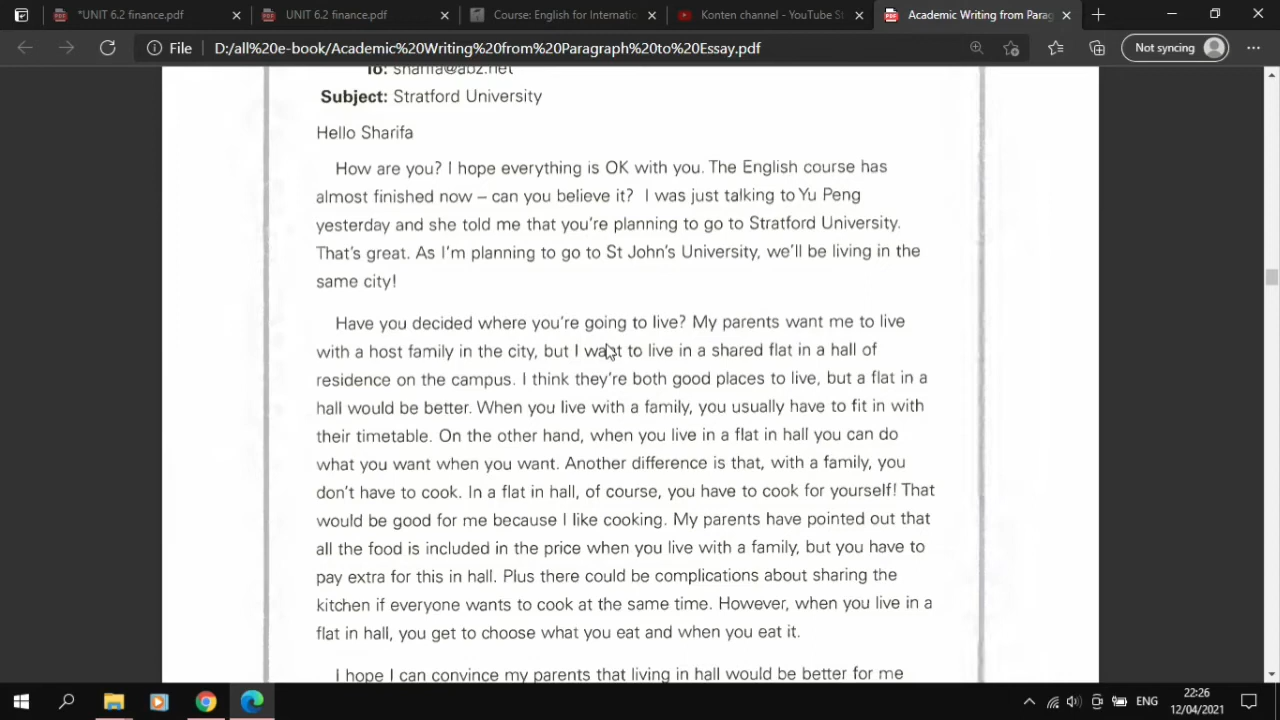 *UNIT 6.2 finance.pdf
UNIT 6.2 finance.pdf
Course: English for Internatio
Konten channel - YouTube St
Academic Writing from Parag
File
D:/all%20e-book/Academic%20Writing%20from%20Paragraph%20to%20Essay.pdf
Not syncing
To: sharifa@abz.net
Subject: Stratford University
Hello Sharifa
How are you? I hope everything is OK with you. The English course has
almost finished now – can you believe it? I was just talking to Yu Peng
yesterday and she told me that you're planning to go to Stratford University.
That's great. As I'm planning to go to St John's University, we'll be living in the
same city!
Have you decided where you're going to live? My parents want me to live
with a host family in the city, but I want to live in a shared flat in a hall of
residence on the campus. I think they're both good places to live, but a flat in a
hall would be better. When you live with a family, you usually have to fit in with
their timetable. On the other hand, when you live in a flat in hall you can do
what you want when you want. Another difference is that, with a family, you
don't have to cook. In a flat in hall, of course, you have to cook for yourself! That
would be good for me because I like cooking. My parents have pointed out that
all the food is included in the price when you live with a family, but you have to
pay extra for this in hall. Plus there could be complications about sharing the
kitchen if everyone wants to cook at the same time. However, when you live in a
flat in hall, you get to choose what you eat and when you eat it.
I hope I can convince my parents that living in hall would be better for me
ENG
22:26
12/04/2021